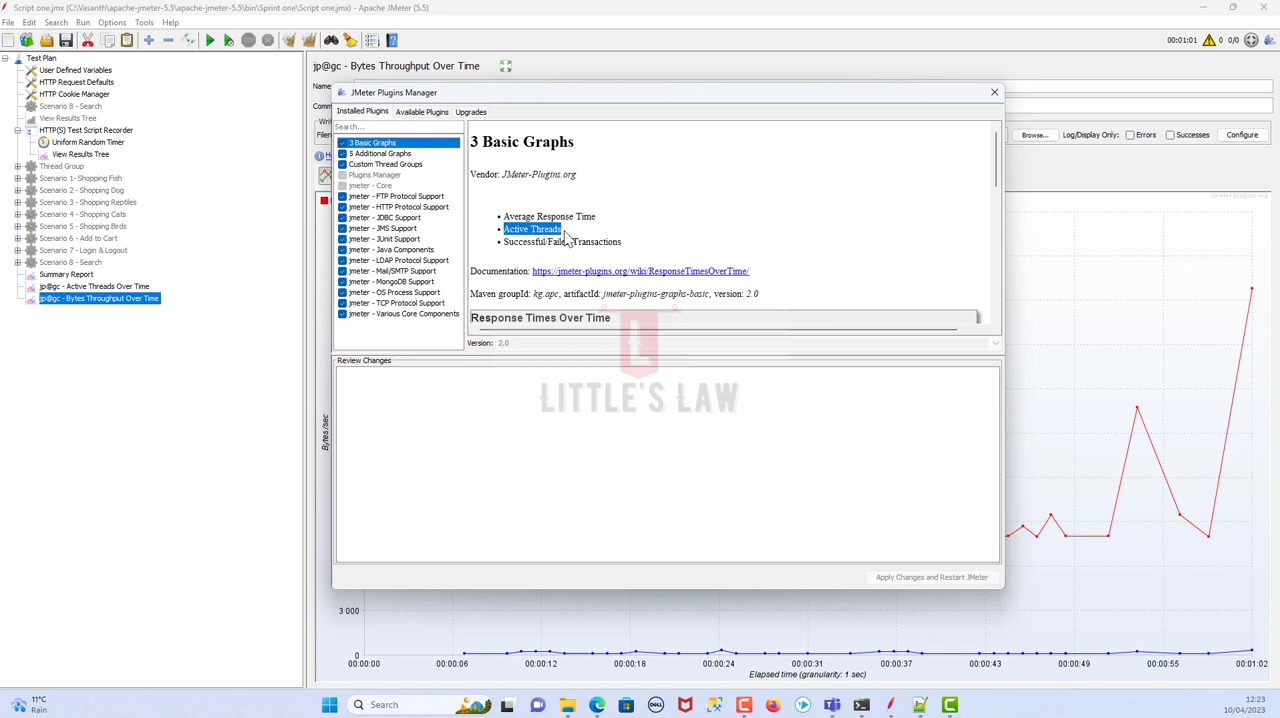 Script one.jmx (C:\Vasanth\apache-jmeter-5.5\apache-jmeter-5.5\bin\Sprint one\Script one.jmx) - Apache JMeter (5.5)
File Edit Search Run Options Tools Help
00:01:01 0 0/0
Test Plan
User Defined Variables
HTTP Request Defaults
HTTP Cookie Manager
Scenario 8 - Search
View Results Tree
HTTP(S) Test Script Recorder
Uniform Random Timer
View Results Tree
Thread Group
Scenario 1- Shopping Fish
Scenario 2 - Shopping Dog
Scenario 3 - Shopping Reptiles
Scenario 4 - Shopping Cats
Scenario 5 - Shopping Birds
Scenario 6 - Add to Cart
Scenario 7 - Login & Logout
Scenario 8 - Search
Summary Report
jp@gc - Active Threads Over Time
jp@gc - Bytes Throughput Over Time
jp@gc - Bytes Throughput Over Time
Name
Browse... Log/Display Only: Errors Successes Configure
jmeter-plugins.org
JMeter Plugins Manager
Installed Plugins Available Plugins Upgrades
Search...
3 Basic Graphs
5 Additional Graphs
Custom Thread Groups
Plugins Manager
jmeter - Core
jmeter - FTP Protocol Support
jmeter - HTTP Protocol Support
jmeter - JDBC Support
jmeter - JMS Support
jmeter - JUnit Support
jmeter - Java Components
jmeter - LDAP Protocol Support
jmeter - Mail/SMTP Support
jmeter - MongoDB Support
jmeter - OS Process Support
jmeter - TCP Protocol Support
jmeter - Various Core Components
3 Basic Graphs
Vendor: JMeter-Plugins.org
• Average Response Time
• Active Threads
• Successful/Failed Transactions
Documentation: https://jmeter-plugins.org/wiki/ResponseTimesOverTime/
Maven groupId: kg.apc, artifactId: jmeter-plugins-graphs-basic, version: 2.0
Response Times Over Time
Version: 2.0
Review Changes
L
LITTLE'S LAW
Apply Changes and Restart JMeter
Bytes /sec
3 000
0
00:00:00 00:00:06 00:00:12 00:00:18 00:00:24 00:00:31 00:00:37 00:00:43 00:00:49 00:00:55 00:01:02
Elapsed time (granularity: 1 sec)
11°C
Rain
Search
DELL
12:23
10/04/2023